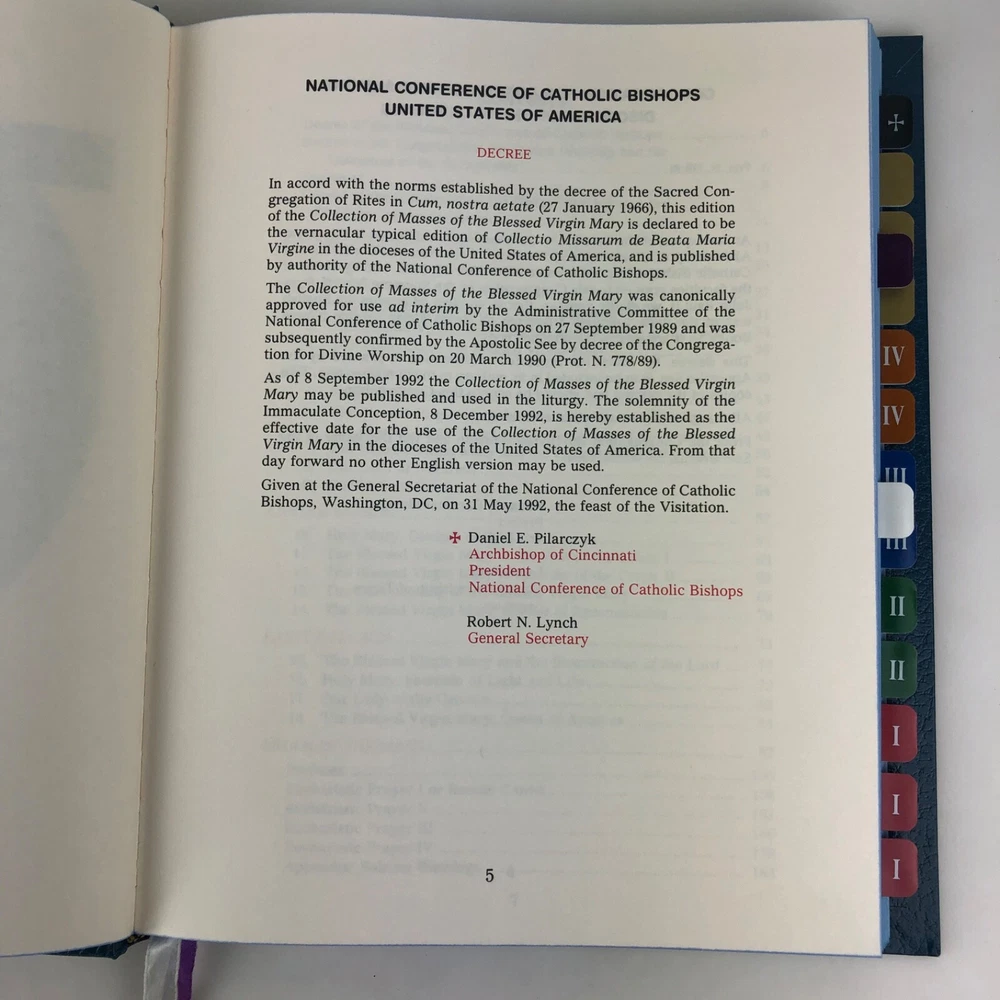 NATIONAL CONFERENCE OF CATHOLIC BISHOPS
UNITED STATES OF AMERICA
DECREE
In accord with the norms established by the decree of the Sacred Con-
gregation of Rites in Cum, nostra aetate (27 January 1966), this edition
of the Collection of Masses of the Blessed Virgin Mary is declared to be
the vernacular typical edition of Collectio Missarum de Beata Maria
Virgine in the dioceses of the United States of America, and is published
by authority of the National Conference of Catholic Bishops.
The Collection of Masses of the Blessed Virgin Mary was canonically
approved for use ad interim by the Administrative Committee of the
National Conference of Catholic Bishops on 27 September 1989 and was
subsequently confirmed by the Apostolic See by decree of the Congrega-
tion for Divine Worship on 20 March 1990 (Prot. N. 778/89).
As of 8 September 1992 the Collection of Masses of the Blessed Virgin
Mary may be published and used in the liturgy. The solemnity of the
Immaculate Conception, 8 December 1992, is hereby established as the
effective date for the use of the Collection of Masses of the Blessed
Virgin Mary in the dioceses of the United States of America. From that
day forward no other English version may be used.
Given at the General Secretariat of the National Conference of Catholic
Bishops, Washington, DC, on 31 May 1992, the feast of the Visitation.
✠ Daniel E. Pilarczyk
Archbishop of Cincinnati
President
National Conference of Catholic Bishops
Robert N. Lynch
General Secretary
5
IV
IV
III
III
II
II
I
I
I